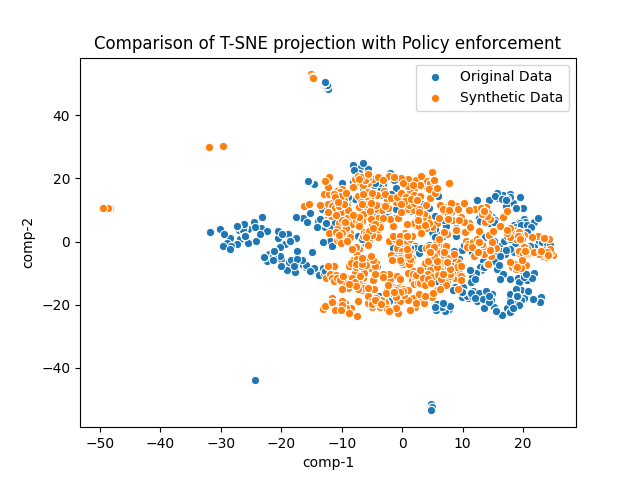 Comparison of T-SNE projection with Policy enforcement
Original Data
Synthetic Data
40
20
0
−20
−40
comp-2
−50 −40 −30 −20 −10 0 10 20
comp-1